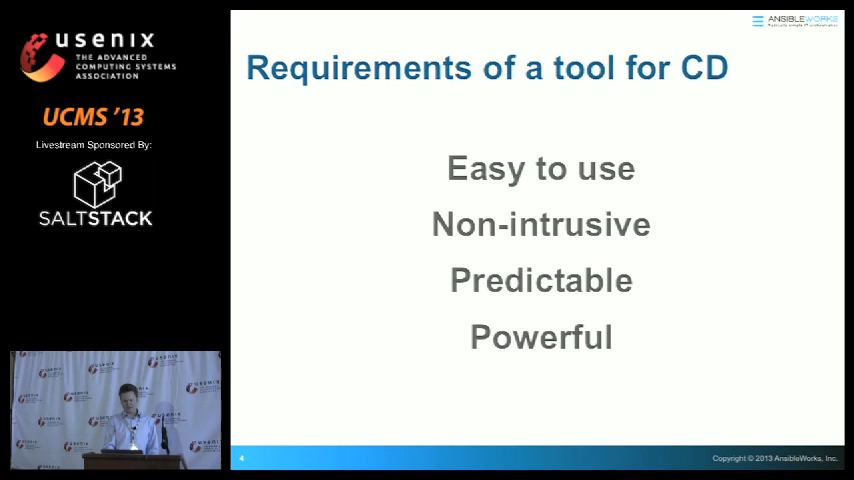 usenix
THE ADVANCED
COMPUTING SYSTEMS
ASSOCIATION
UCMS '13
Livestream Sponsored By:
SALTSTACK
ANSIBLEWORKS
Requirements of a tool for CD
Easy to use
Non-intrusive
Predictable
Powerful
4
Copyright © 2013 AnsibleWorks, Inc.